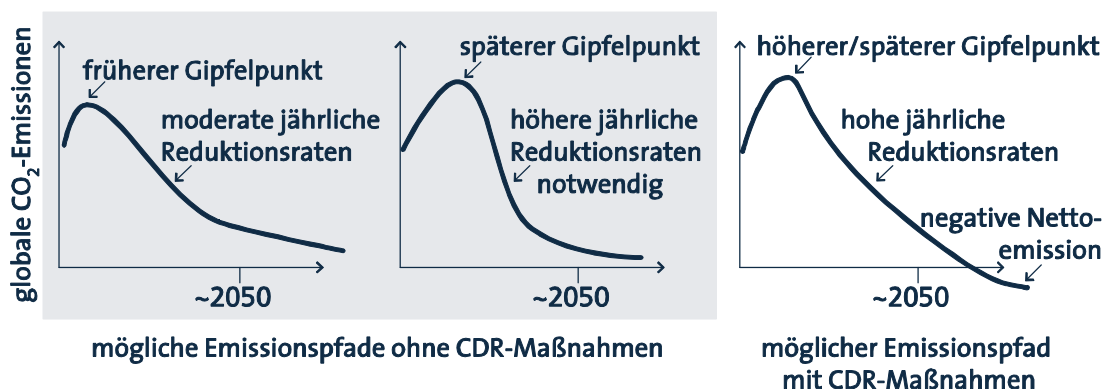 globale CO₂-Emissionen
früherer Gipfelpunkt
moderate jährliche
Reduktionsraten
~2050
späterer Gipfelpunkt
höhere jährliche
Reduktionsraten
notwendig
~2050
mögliche Emissionspfade ohne CDR-Maßnahmen
höherer/späterer Gipfelpunkt
hohe jährliche
Reduktionsraten
negative Netto-
emission
~2050
möglicher Emissionspfad
mit CDR-Maßnahmen